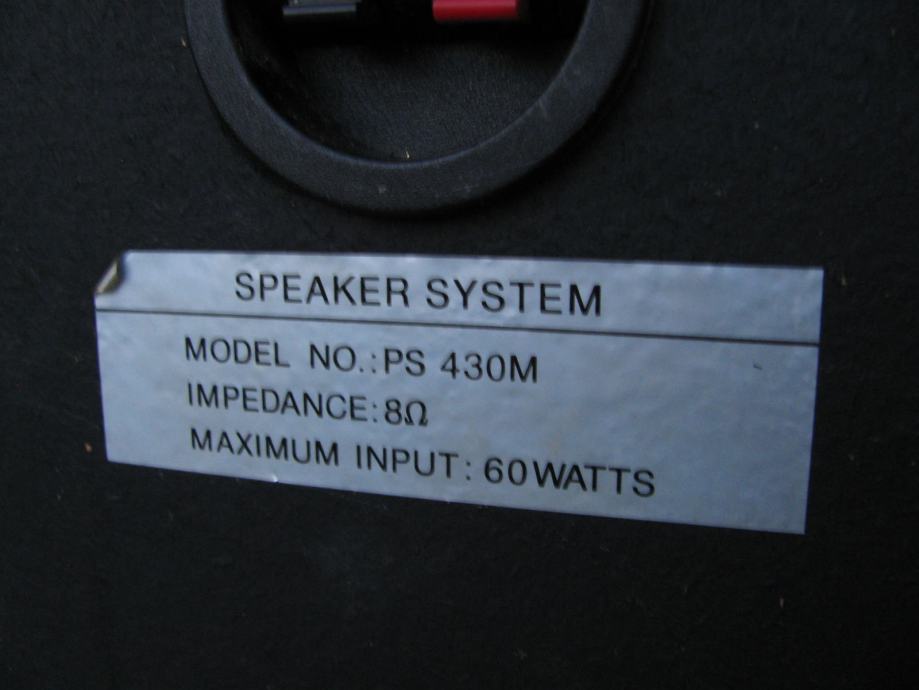 SPEAKER SYSTEM
MODEL NO.:PS 430M
IMPEDANCE:8Ω
MAXIMUM INPUT: 60WATTS